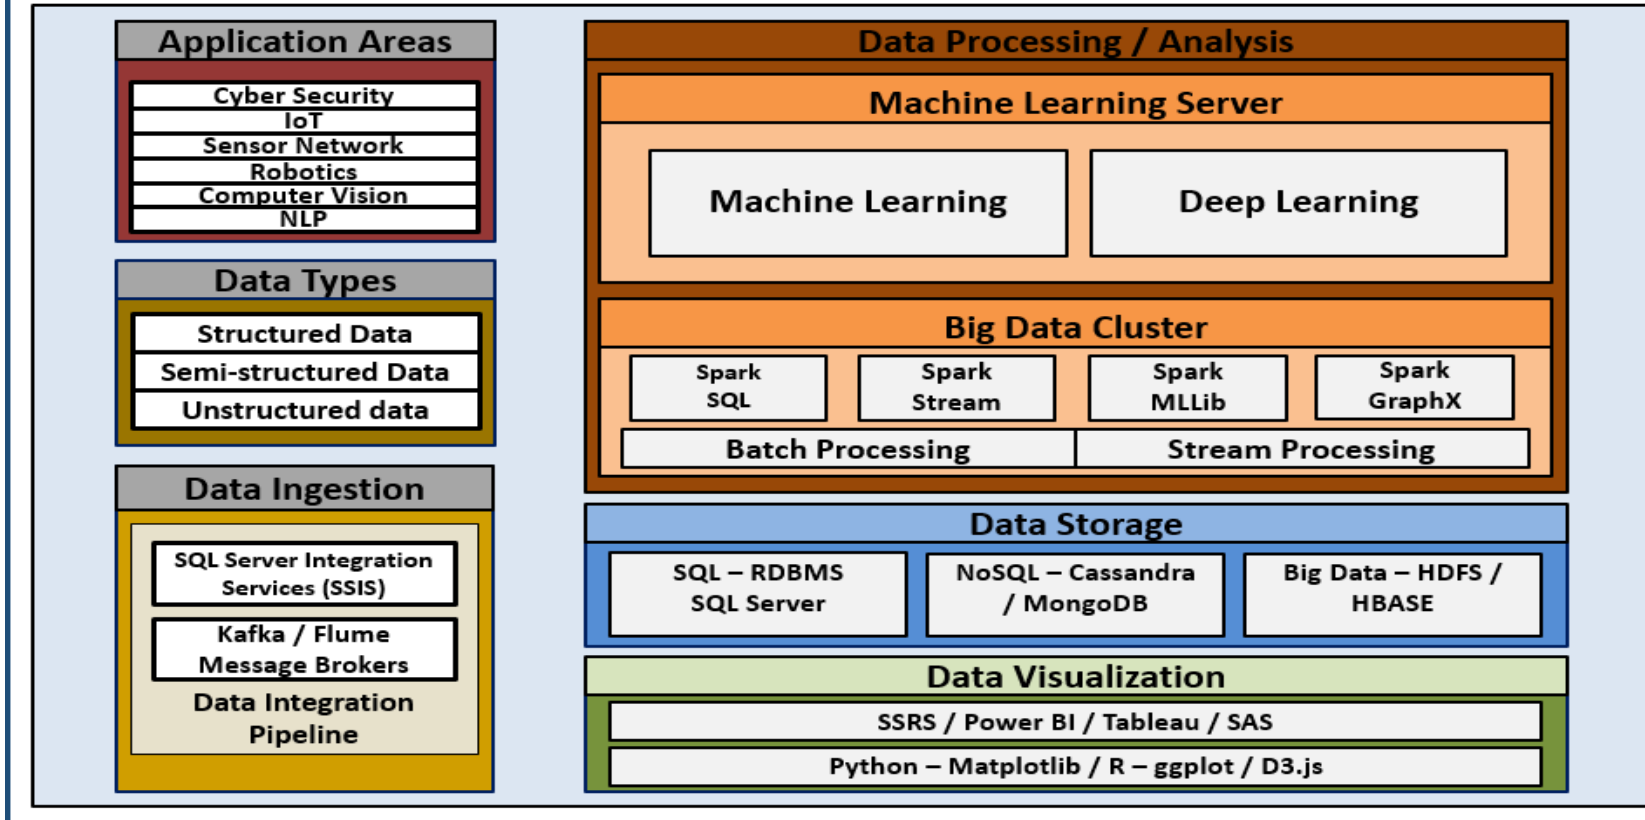 Application Areas
Cyber Security
IoT
Sensor Network
Robotics
Computer Vision
NLP
Data Types
Structured Data
Semi-structured Data
Unstructured data
Data Ingestion
SQL Server Integration
Services (SSIS)
Kafka / Flume
Message Brokers
Data Integration
Pipeline
Data Processing / Analysis
Machine Learning Server
Machine Learning
Deep Learning
Big Data Cluster
Spark
SQL
Spark
Stream
Spark
MLLib
Spark
GraphX
Batch Processing
Stream Processing
Data Storage
SQL – RDBMS
SQL Server
NoSQL – Cassandra
/ MongoDB
Big Data – HDFS /
HBASE
Data Visualization
SSRS / Power BI / Tableau / SAS
Python – Matplotlib / R – ggplot / D3.js